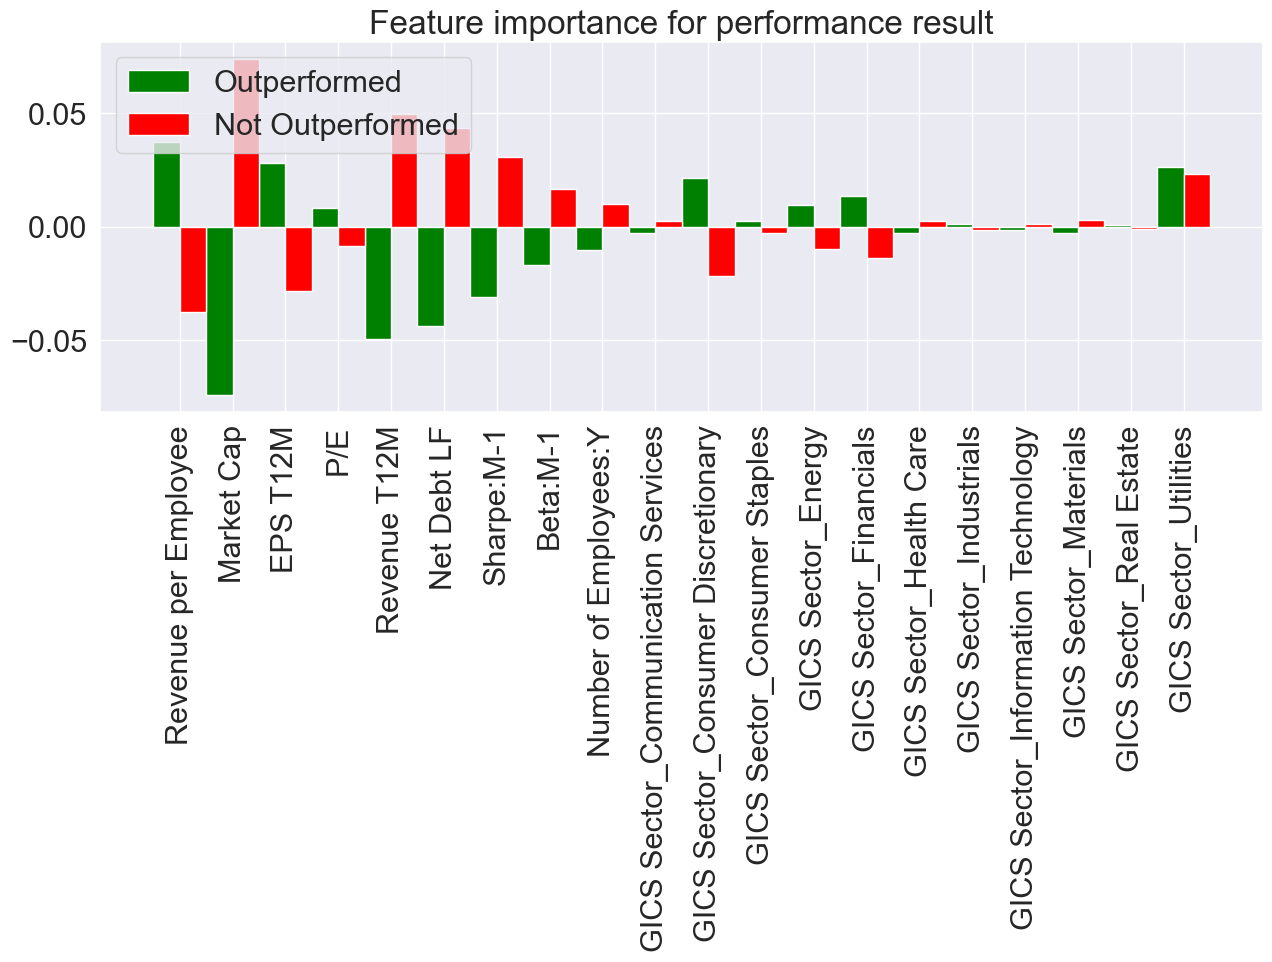 Feature importance for performance result
Outperformed
Not Outperformed
0.05
0.00
−0.05
Revenue per Employee
Market Cap
EPS T12M
P/E
Revenue T12M
Net Debt LF
Sharpe:M-1
Beta:M-1
Number of Employees:Y
GICS Sector_Communication Services
GICS Sector_Consumer Discretionary
GICS Sector_Consumer Staples
GICS Sector_Energy
GICS Sector_Financials
GICS Sector_Health Care
GICS Sector_Industrials
GICS Sector_Information Technology
GICS Sector_Materials
GICS Sector_Real Estate
GICS Sector_Utilities